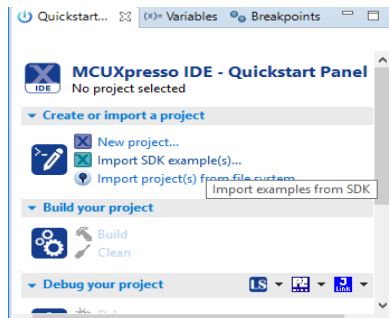 Quickstart... (x)= Variables Breakpoints
IDE
MCUXpresso IDE - Quickstart Panel
No project selected
Create or import a project
New project...
Import SDK example(s)...
Import project(s) from file system
Import examples from SDK
Build your project
Build
Clean
Debug your project LS Link